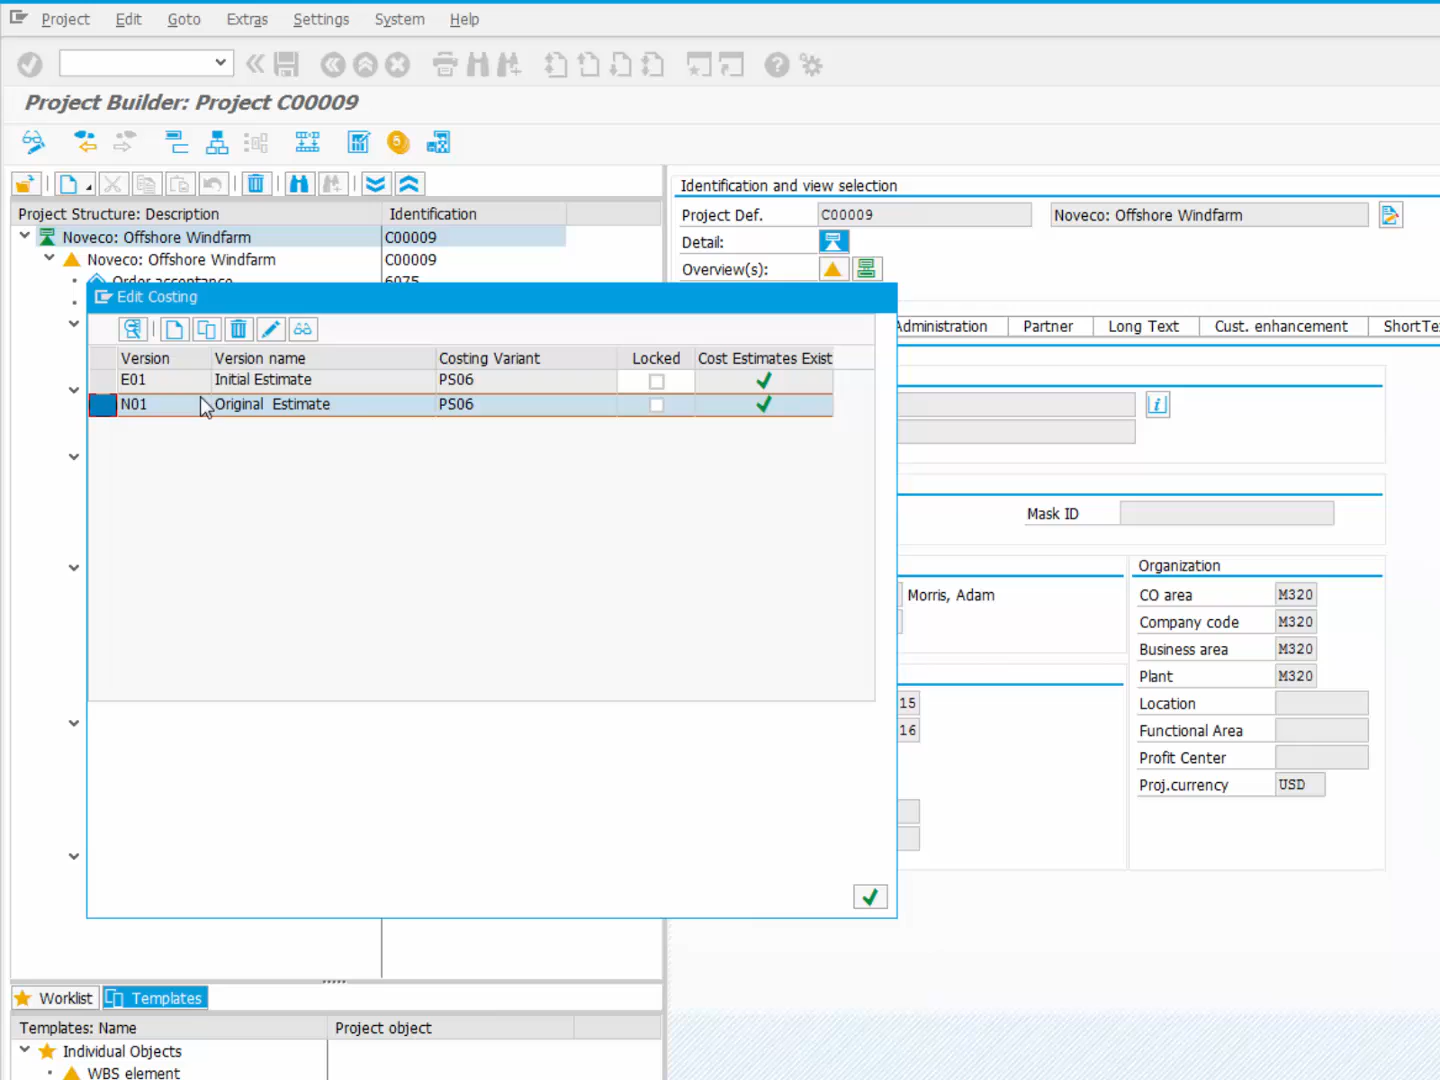 Project Edit Goto Extras Settings System Help
Project Builder: Project C00009
Project Structure: Description Identification
Noveco: Offshore Windfarm C00009
Noveco: Offshore Windfarm C00009
Order acceptance 6075
Edit Costing
Version Version name Costing Variant Locked Cost Estimates Exist
E01 Initial Estimate PS06
N01 Original Estimate PS06
Identification and view selection
Project Def. C00009 Noveco: Offshore Windfarm
Detail:
Overview(s):
Administration Partner Long Text Cust. enhancement ShortTex
Mask ID
Morris, Adam
15
16
Organization
CO area M320
Company code M320
Business area M320
Plant M320
Location
Functional Area
Profit Center
Proj.currency USD
Worklist Templates
Templates: Name Project object
Individual Objects
WBS element